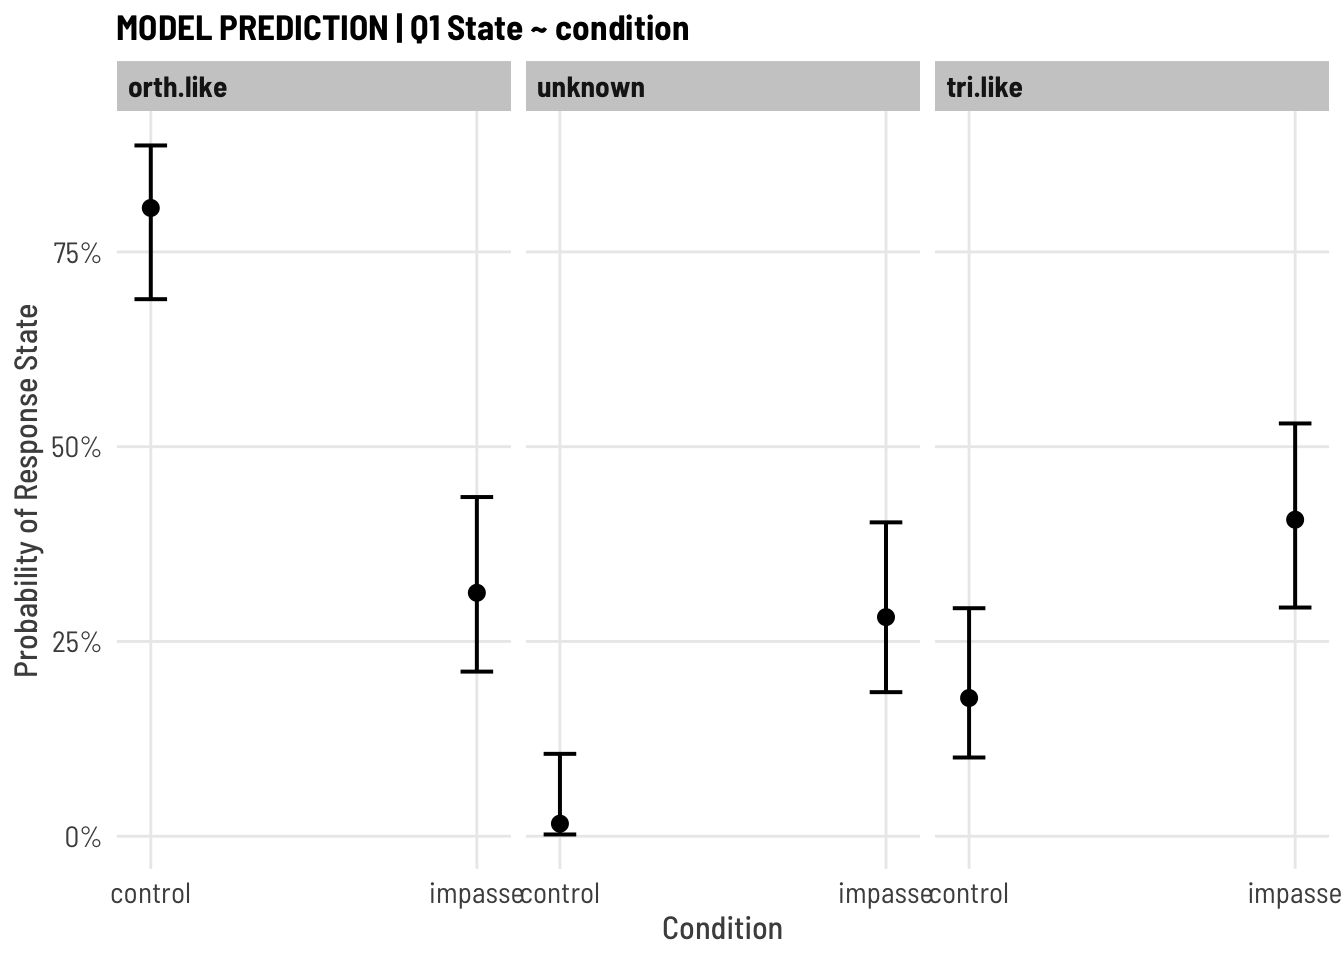 MODEL PREDICTION | Q1 State ~ condition
orth.like
unknown
tri.like
Probability of Response State
75%
50%
25%
0%
control
impasse
control
impasse
control
impasse
Condition